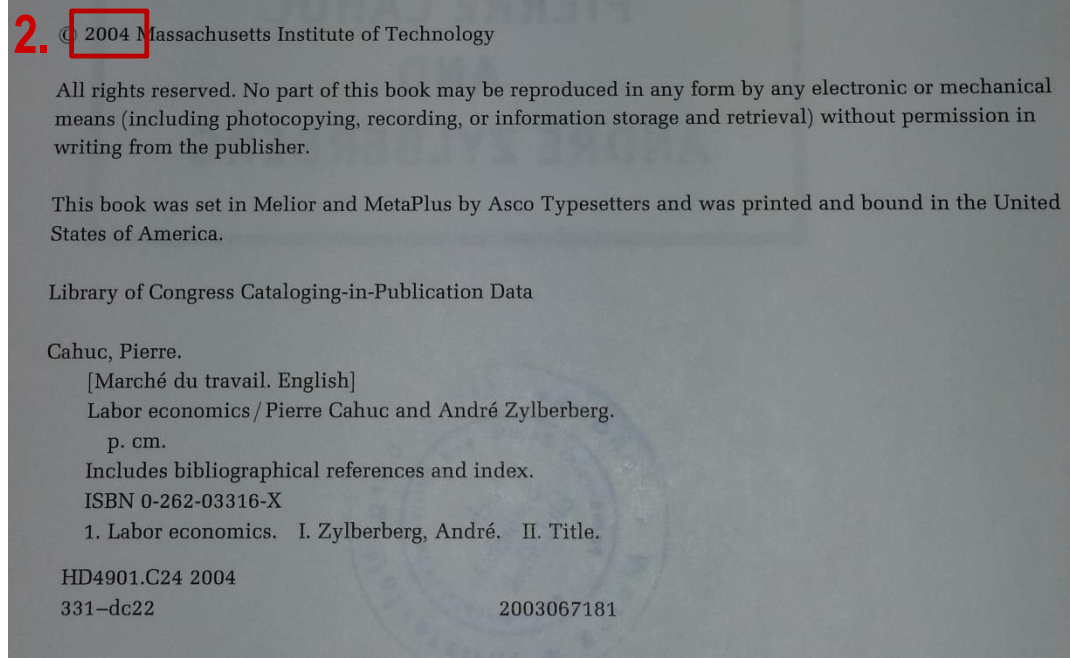 2. © 2004 Massachusetts Institute of Technology
All rights reserved. No part of this book may be reproduced in any form by any electronic or mechanical
means (including photocopying, recording, or information storage and retrieval) without permission in
writing from the publisher.
This book was set in Melior and MetaPlus by Asco Typesetters and was printed and bound in the United
States of America.
Library of Congress Cataloging-in-Publication Data
Cahuc, Pierre.
[Marché du travail. English]
Labor economics / Pierre Cahuc and André Zylberberg.
p. cm.
Includes bibliographical references and index.
ISBN 0-262-03316-X
1. Labor economics. I. Zylberberg, André. II. Title.
HD4901.C24 2004
331–dc22 2003067181